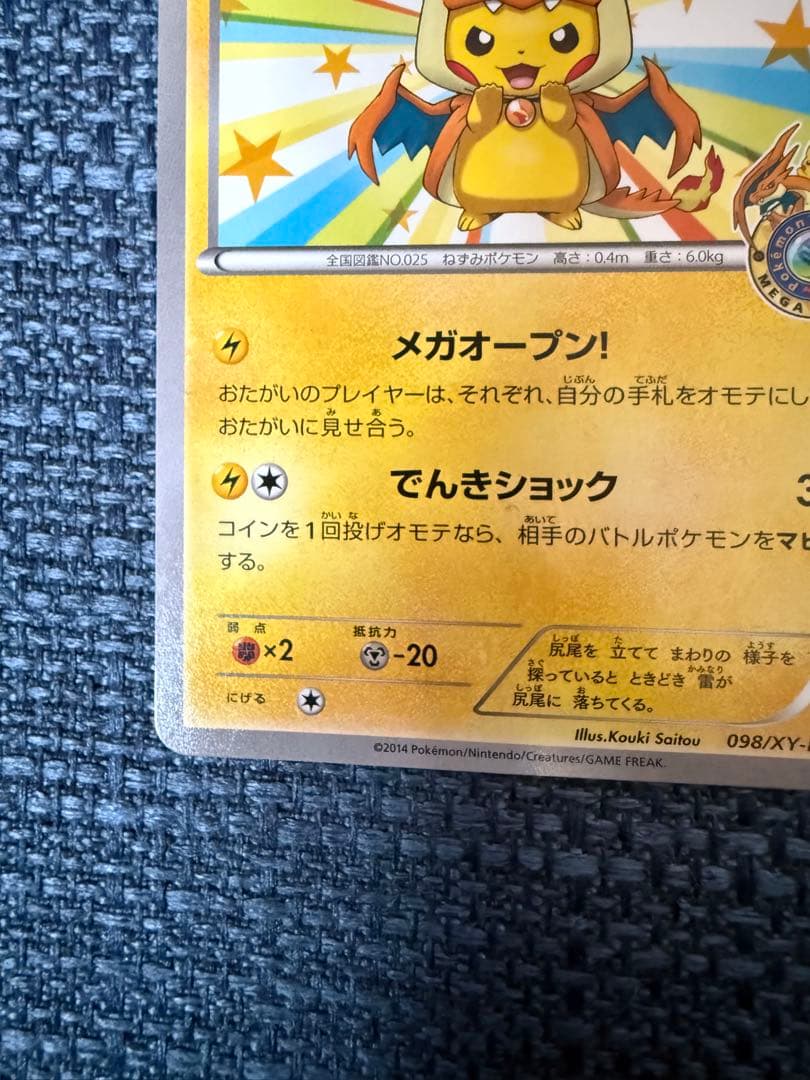 全国図鑑NO.025 ねずみポケモン 高さ:0.4m 重さ:6.0kg
Pokémon
MEGA
メガオープン!
おたがいのプレイヤーは、それぞれ、自分の手札をオモテにし
おたがいに見せ合う。
でんきショック
コインを1回投げオモテなら、相手のバトルポケモンをマヒ
する。
弱点 抵抗力
×2 -20
にげる
尻尾を 立てて まわりの 様子を
探っていると ときどき 雷が
尻尾に 落ちてくる。
Illus.Kouki Saitou 098/XY-
©2014 Pokémon/Nintendo/Creatures/GAME FREAK.